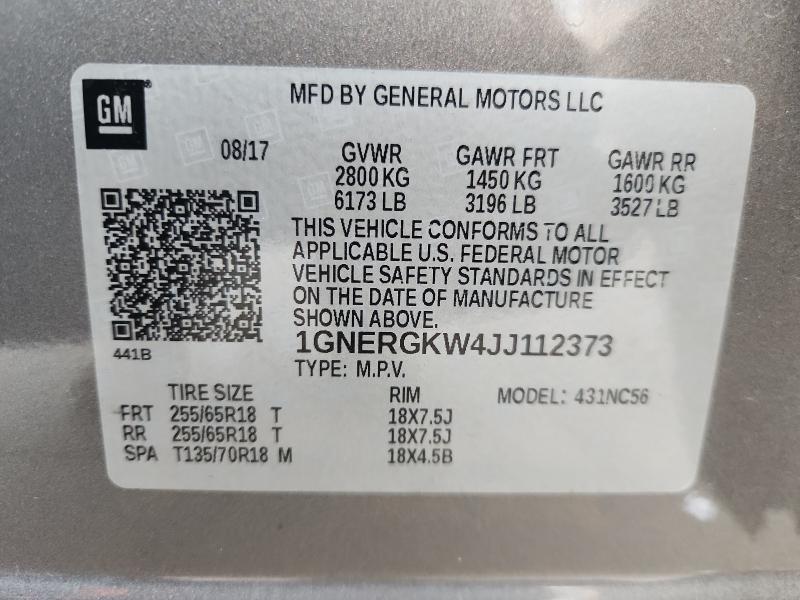 GM
MFD BY GENERAL MOTORS LLC
08/17 GVWR GAWR FRT GAWR RR
2800 KG 1450 KG 1600 KG
6173 LB 3196 LB 3527 LB
THIS VEHICLE CONFORMS TO ALL
APPLICABLE U.S. FEDERAL MOTOR
VEHICLE SAFETY STANDARDS IN EFFECT
ON THE DATE OF MANUFACTURE
SHOWN ABOVE.
1GNERGKW4JJ112373
441B
TYPE: M.P.V.
TIRE SIZE RIM MODEL: 431NC56
FRT 255/65R18 T 18X7.5J
RR 255/65R18 T 18X7.5J
SPA T135/70R18 M 18X4.5B